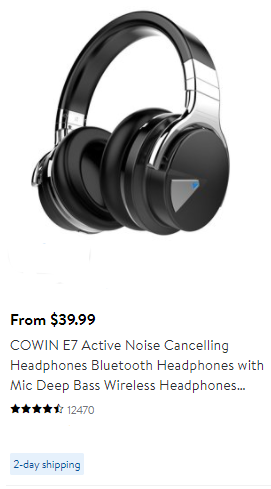 From $39.99
COWIN E7 Active Noise Cancelling
Headphones Bluetooth Headphones with
Mic Deep Bass Wireless Headphones...
12470
2-day shipping